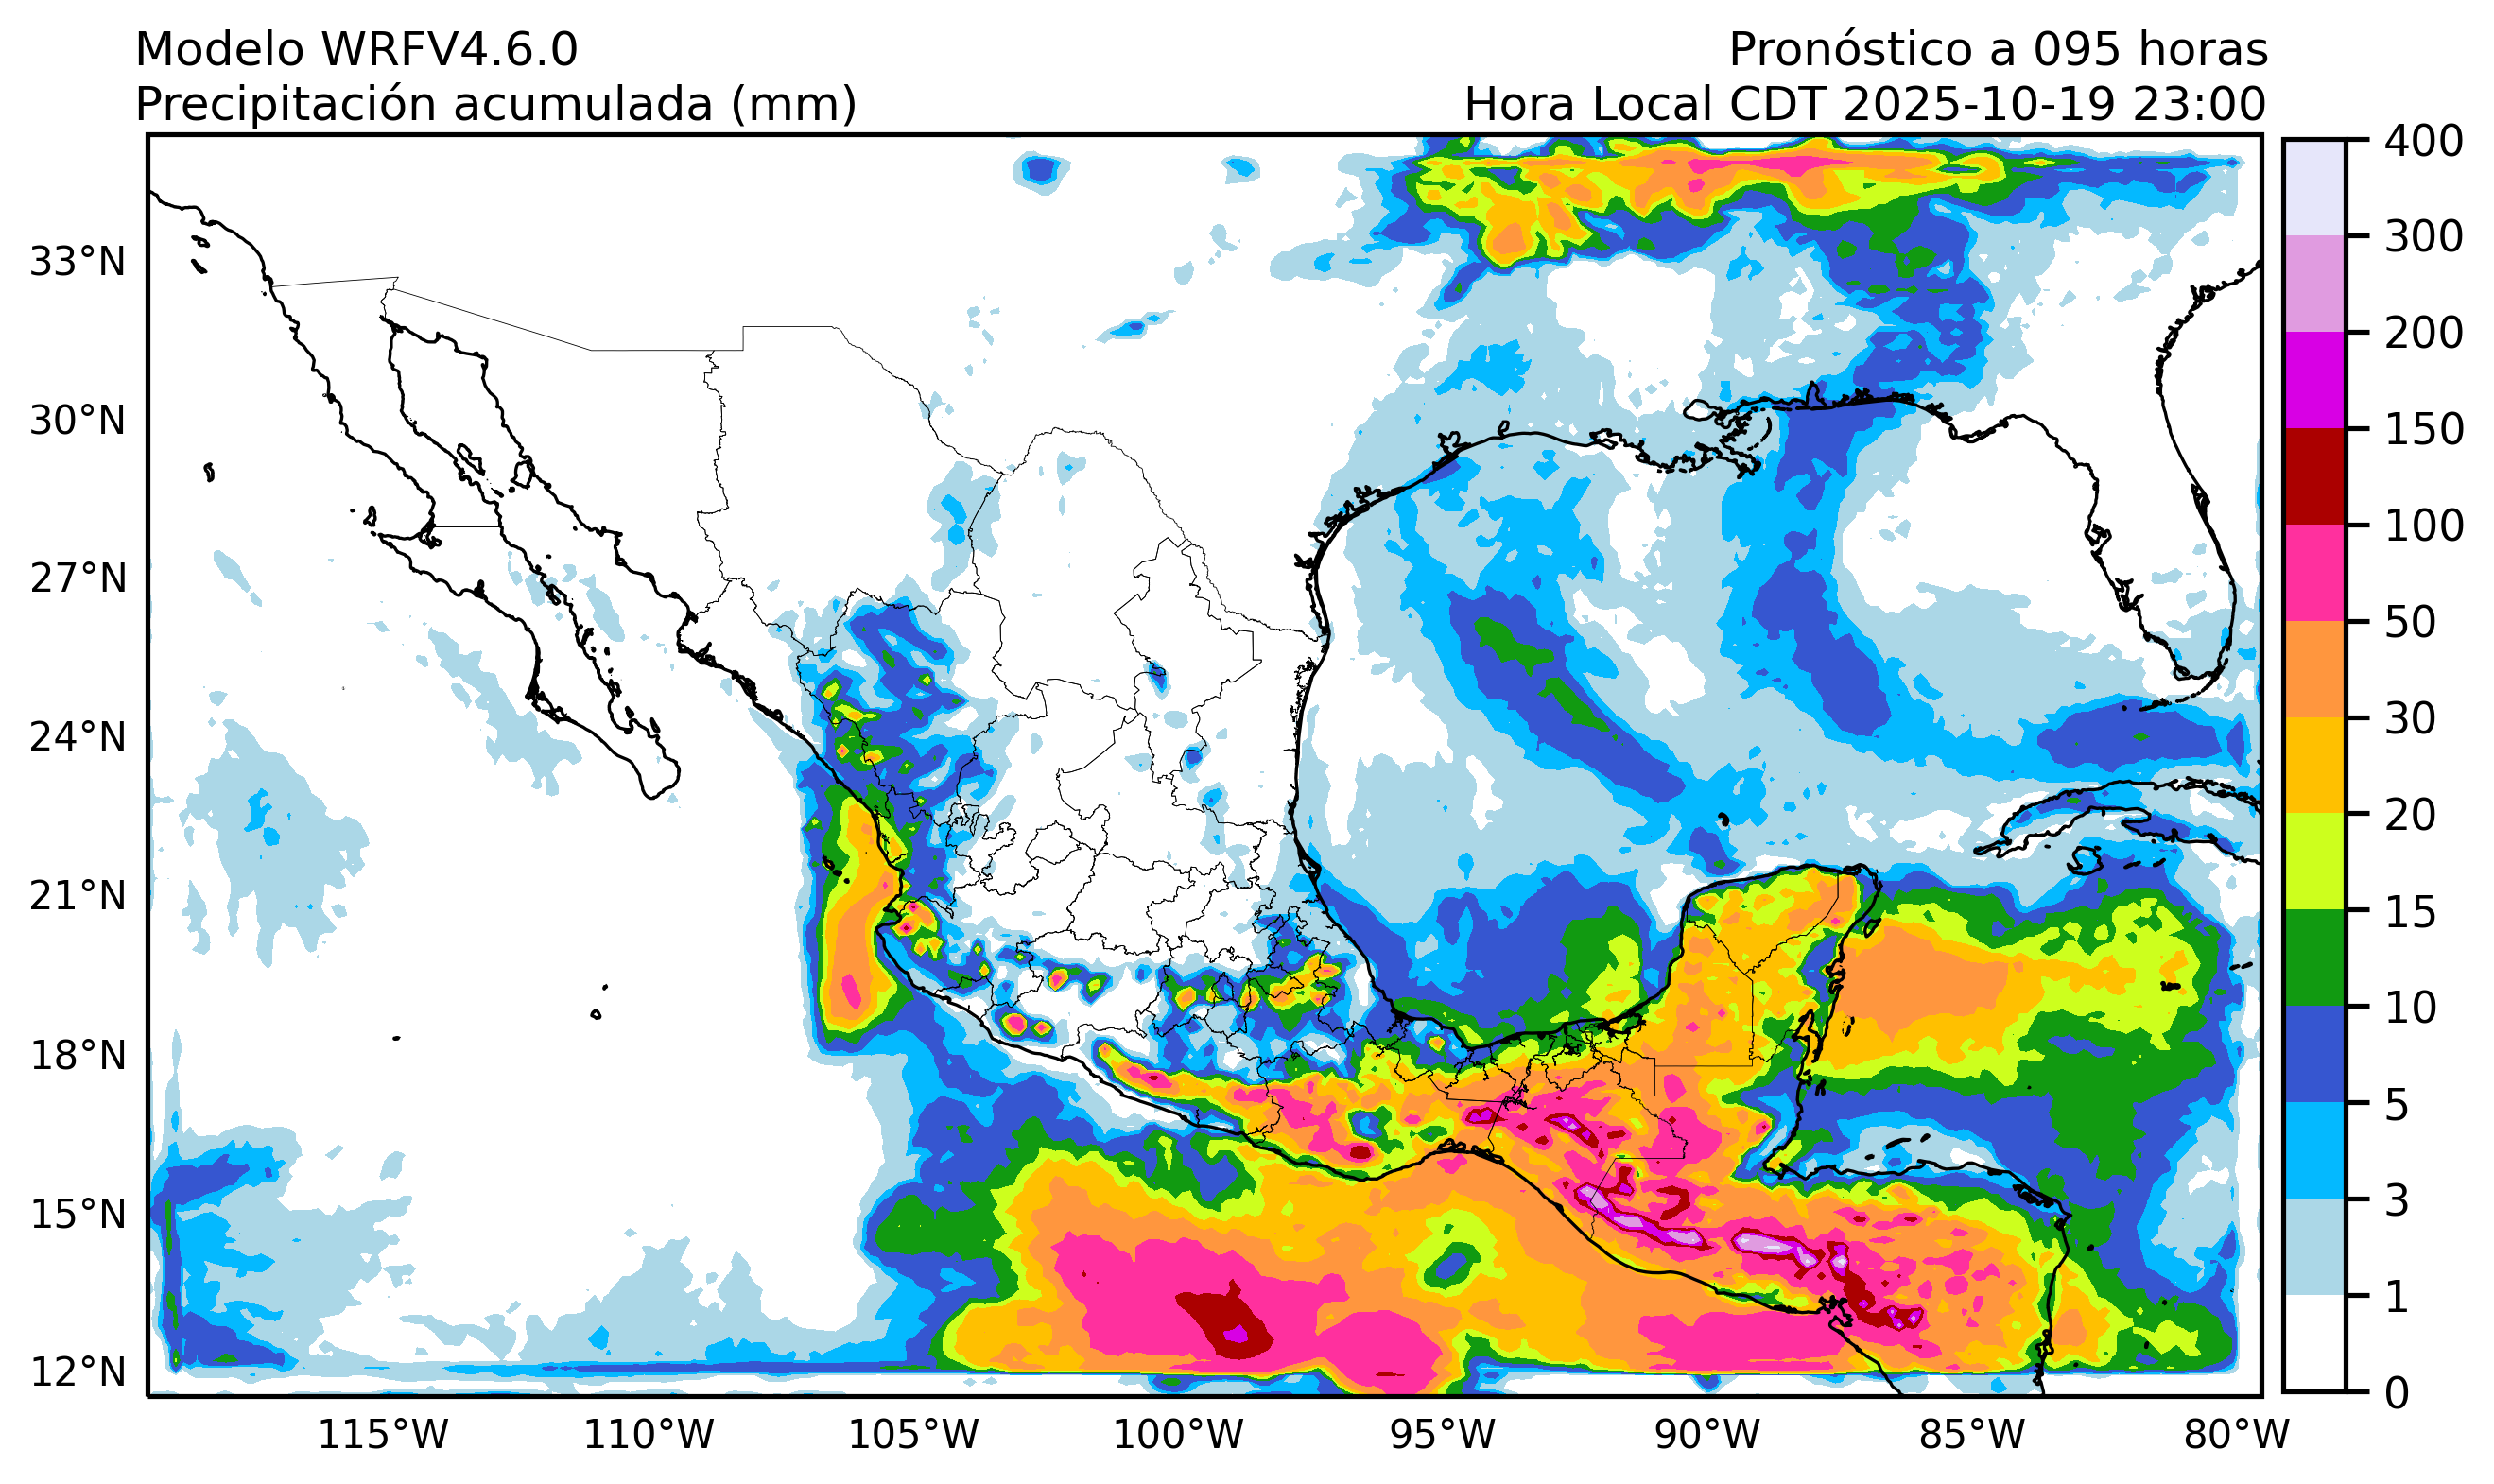 Modelo WRFV4.6.0
Pronóstico a 095 horas
Precipitación acumulada (mm)
Hora Local CDT 2025-10-19 23:00
33°N
30°N
27°N
24°N
21°N
18°N
15°N
12°N
115°W
110°W
105°W
100°W
95°W
90°W
85°W
80°W
400
300
200
150
100
50
30
20
15
10
5
3
1
0